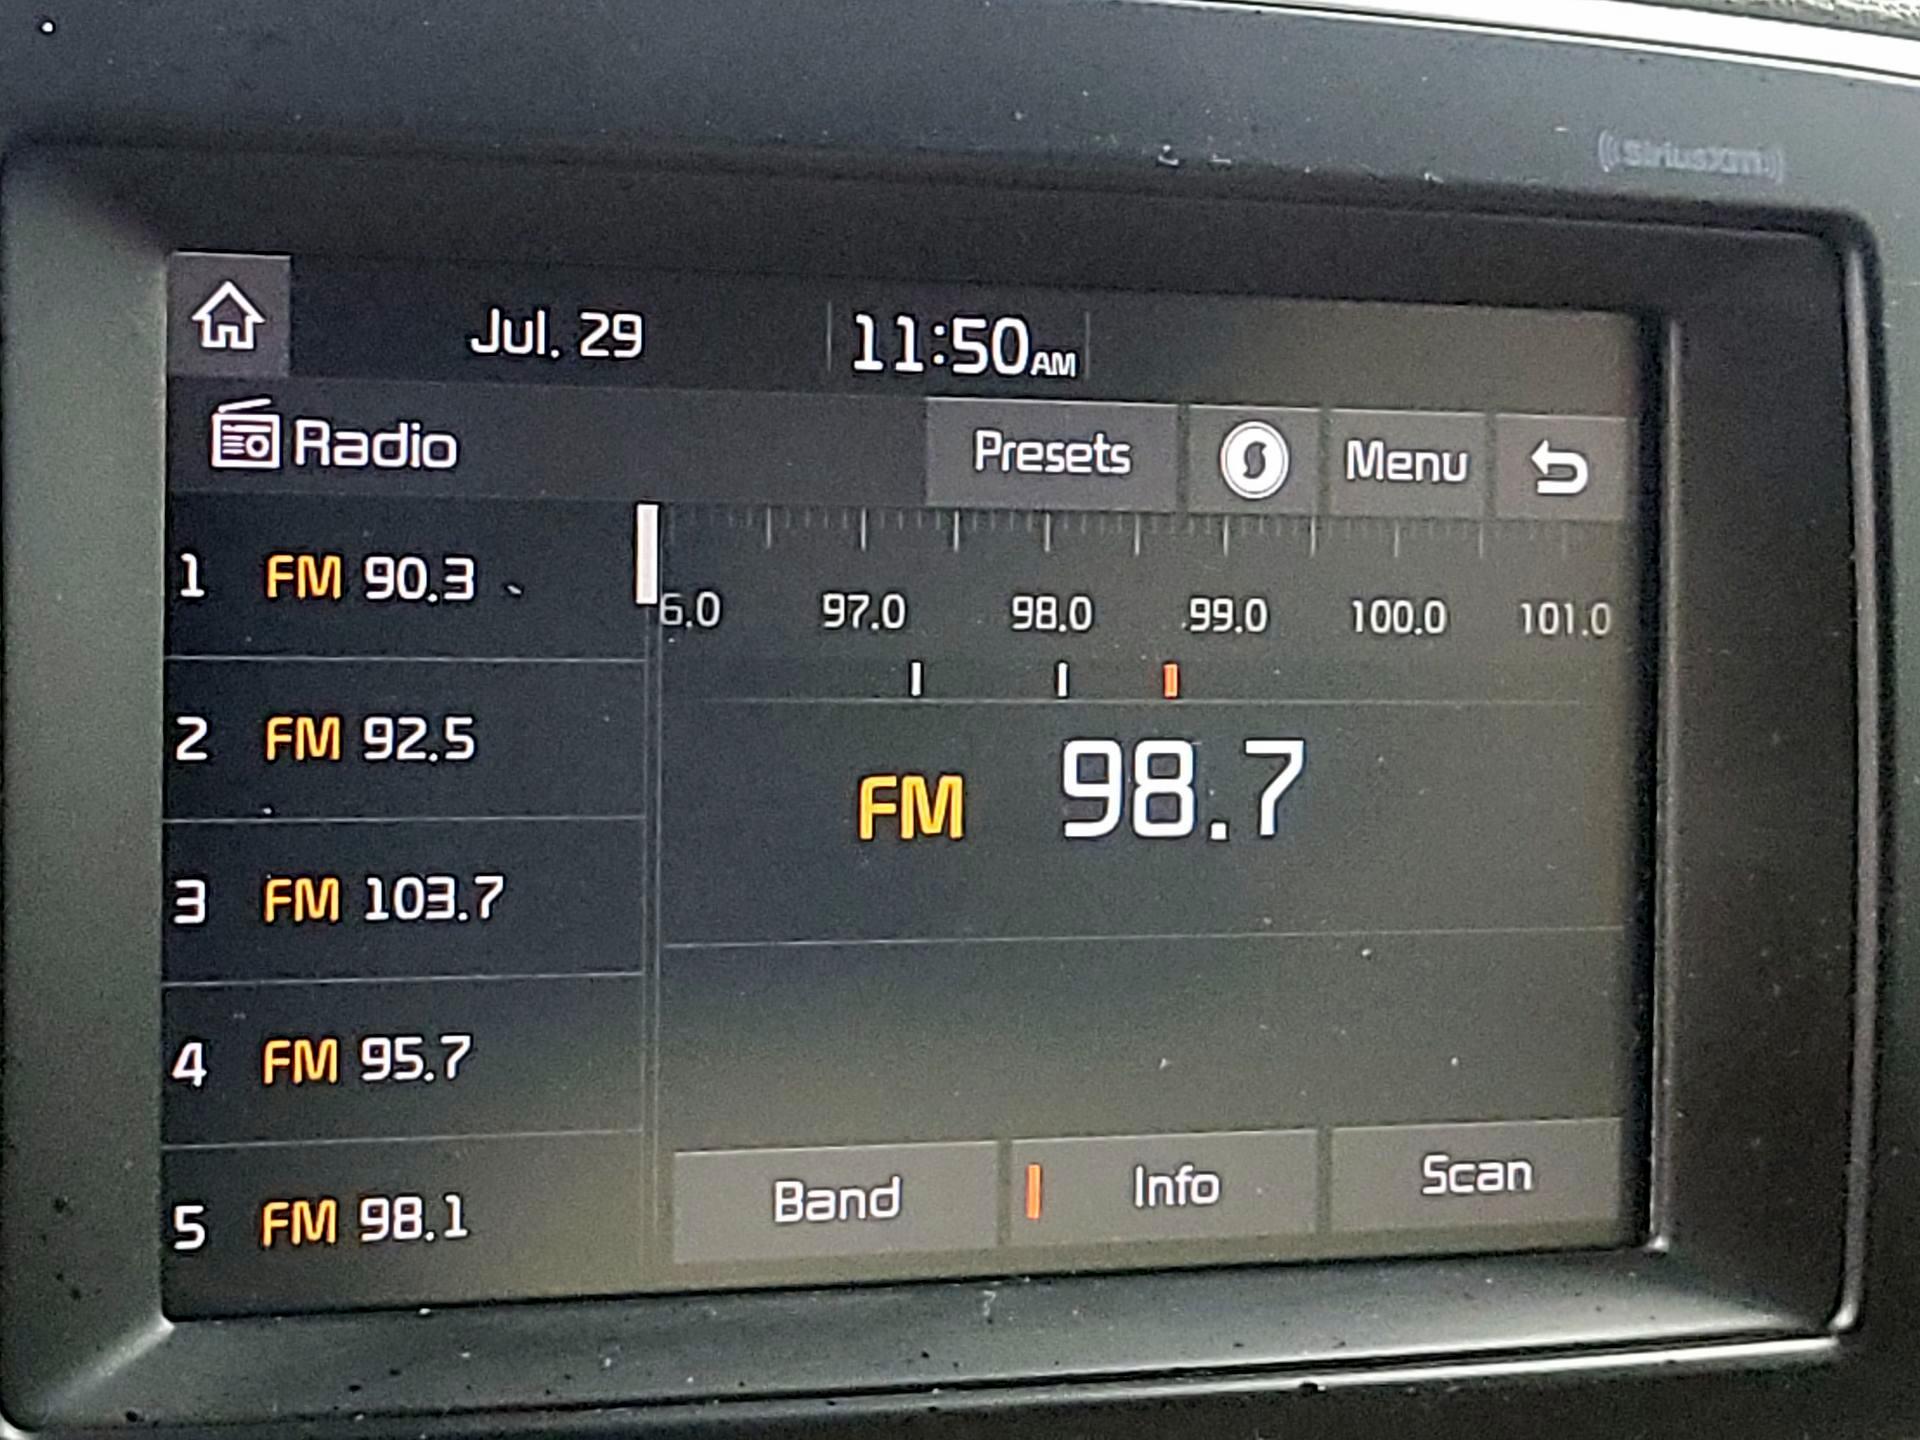 SiriusXM
Jul. 29 11:50AM
Radio Presets Menu
1 FM 90.3
6.0 97.0 98.0 99.0 100.0 101.0
2 FM 92.5
FM 98.7
3 FM 103.7
4 FM 95.7
5 FM 98.1
Band Info Scan